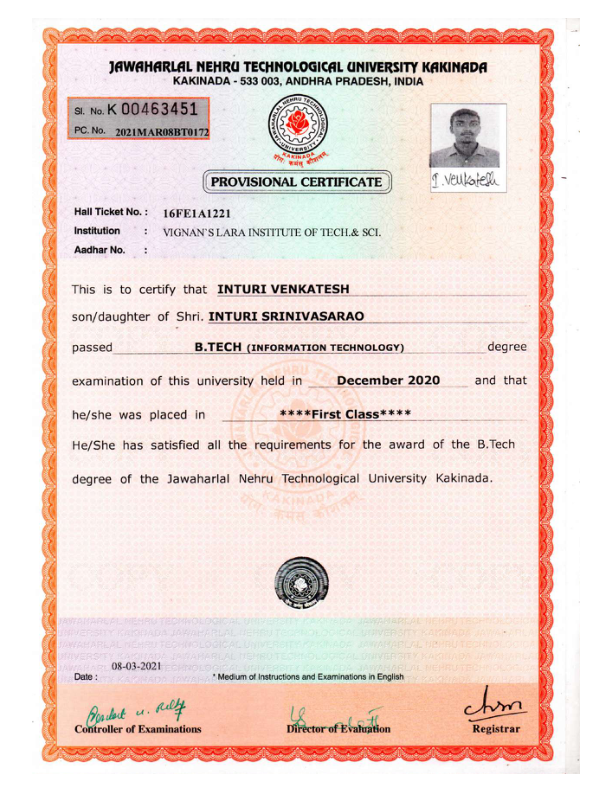 JAWAHARLAL NEHRU TECHNOLOGICAL UNIVERSITY KAKINADA
KAKINADA - 533 003, ANDHRA PRADESH, INDIA
Sl. No. K 00463451
PC. No. 2021MAR08BT0172
KAKINADA
I. Venkatesh
PROVISIONAL CERTIFICATE
Hall Ticket No. : 16FE1A1221
Institution : VIGNAN'S LARA INSTITUTE OF TECH.& SCI.
Aadhar No. :
This is to certify that INTURI VENKATESH
son/daughter of Shri. INTURI SRINIVASARAO
passed B.TECH (INFORMATION TECHNOLOGY) degree
examination of this university held in December 2020 and that
he/she was placed in ****First Class****
He/She has satisfied all the requirements for the award of the B.Tech
degree of the Jawaharlal Nehru Technological University Kakinada.
08-03-2021
Date :
* Medium of Instructions and Examinations in English
Controller of Examinations
Director of Evaluation
Registrar